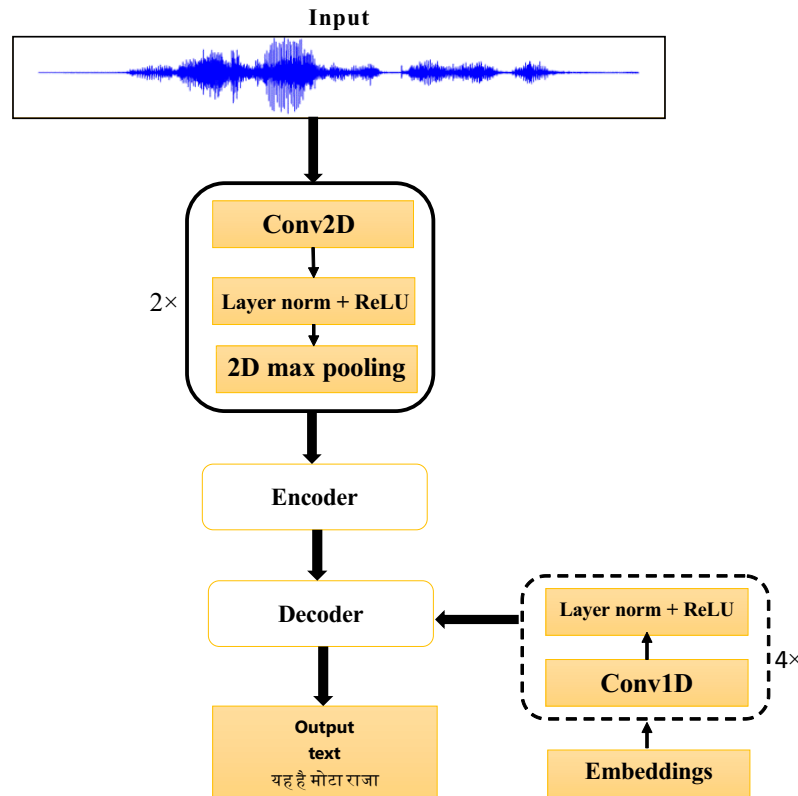 Input
Conv2D
2×
Layer norm + ReLU
2D max pooling
Encoder
Decoder
Layer norm + ReLU
4×
Conv1D
Output
text
यह है मोटा राजा
Embeddings